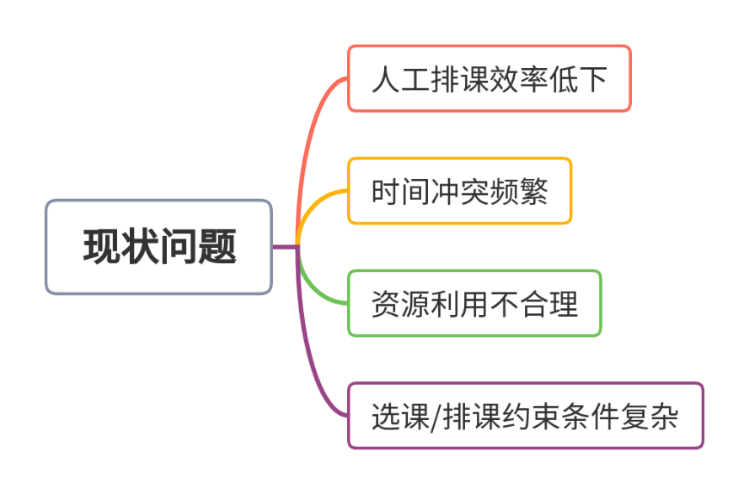 现状问题
人工排课效率低下
时间冲突频繁
资源利用不合理
选课/排课约束条件复杂